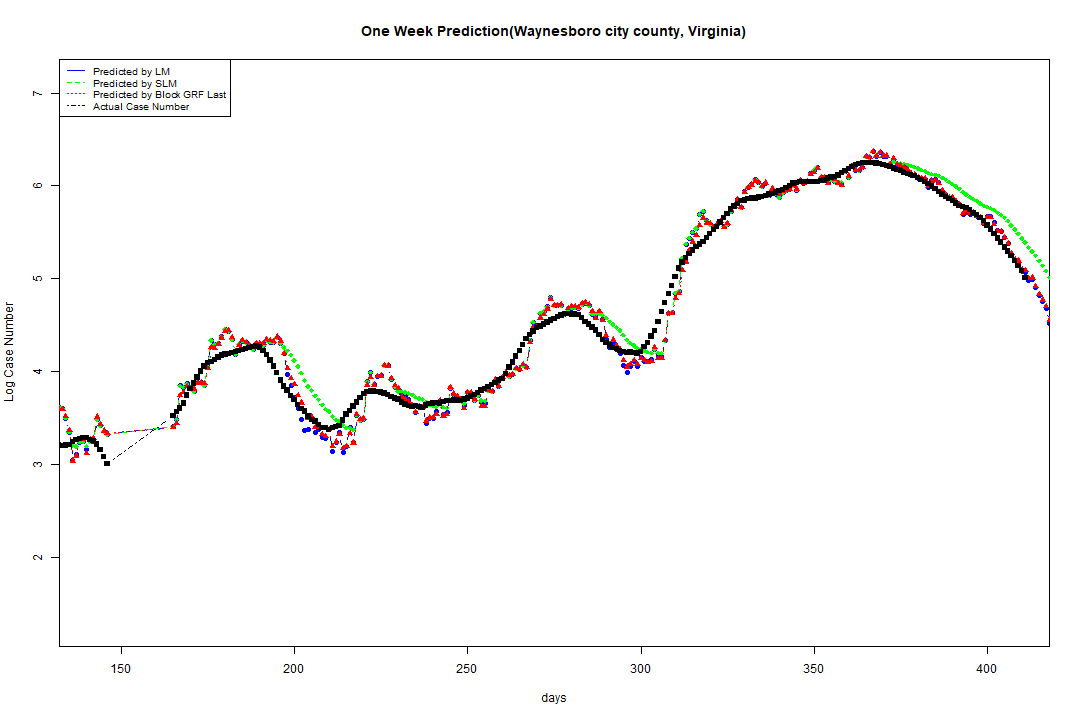 One Week Prediction(Waynesboro city county, Virginia)
Predicted by LM
Predicted by SLM
Predicted by Block GRF Last
Actual Case Number
7
6
5
4
3
2
Log Case Number
150 200 250 300 350 400
days